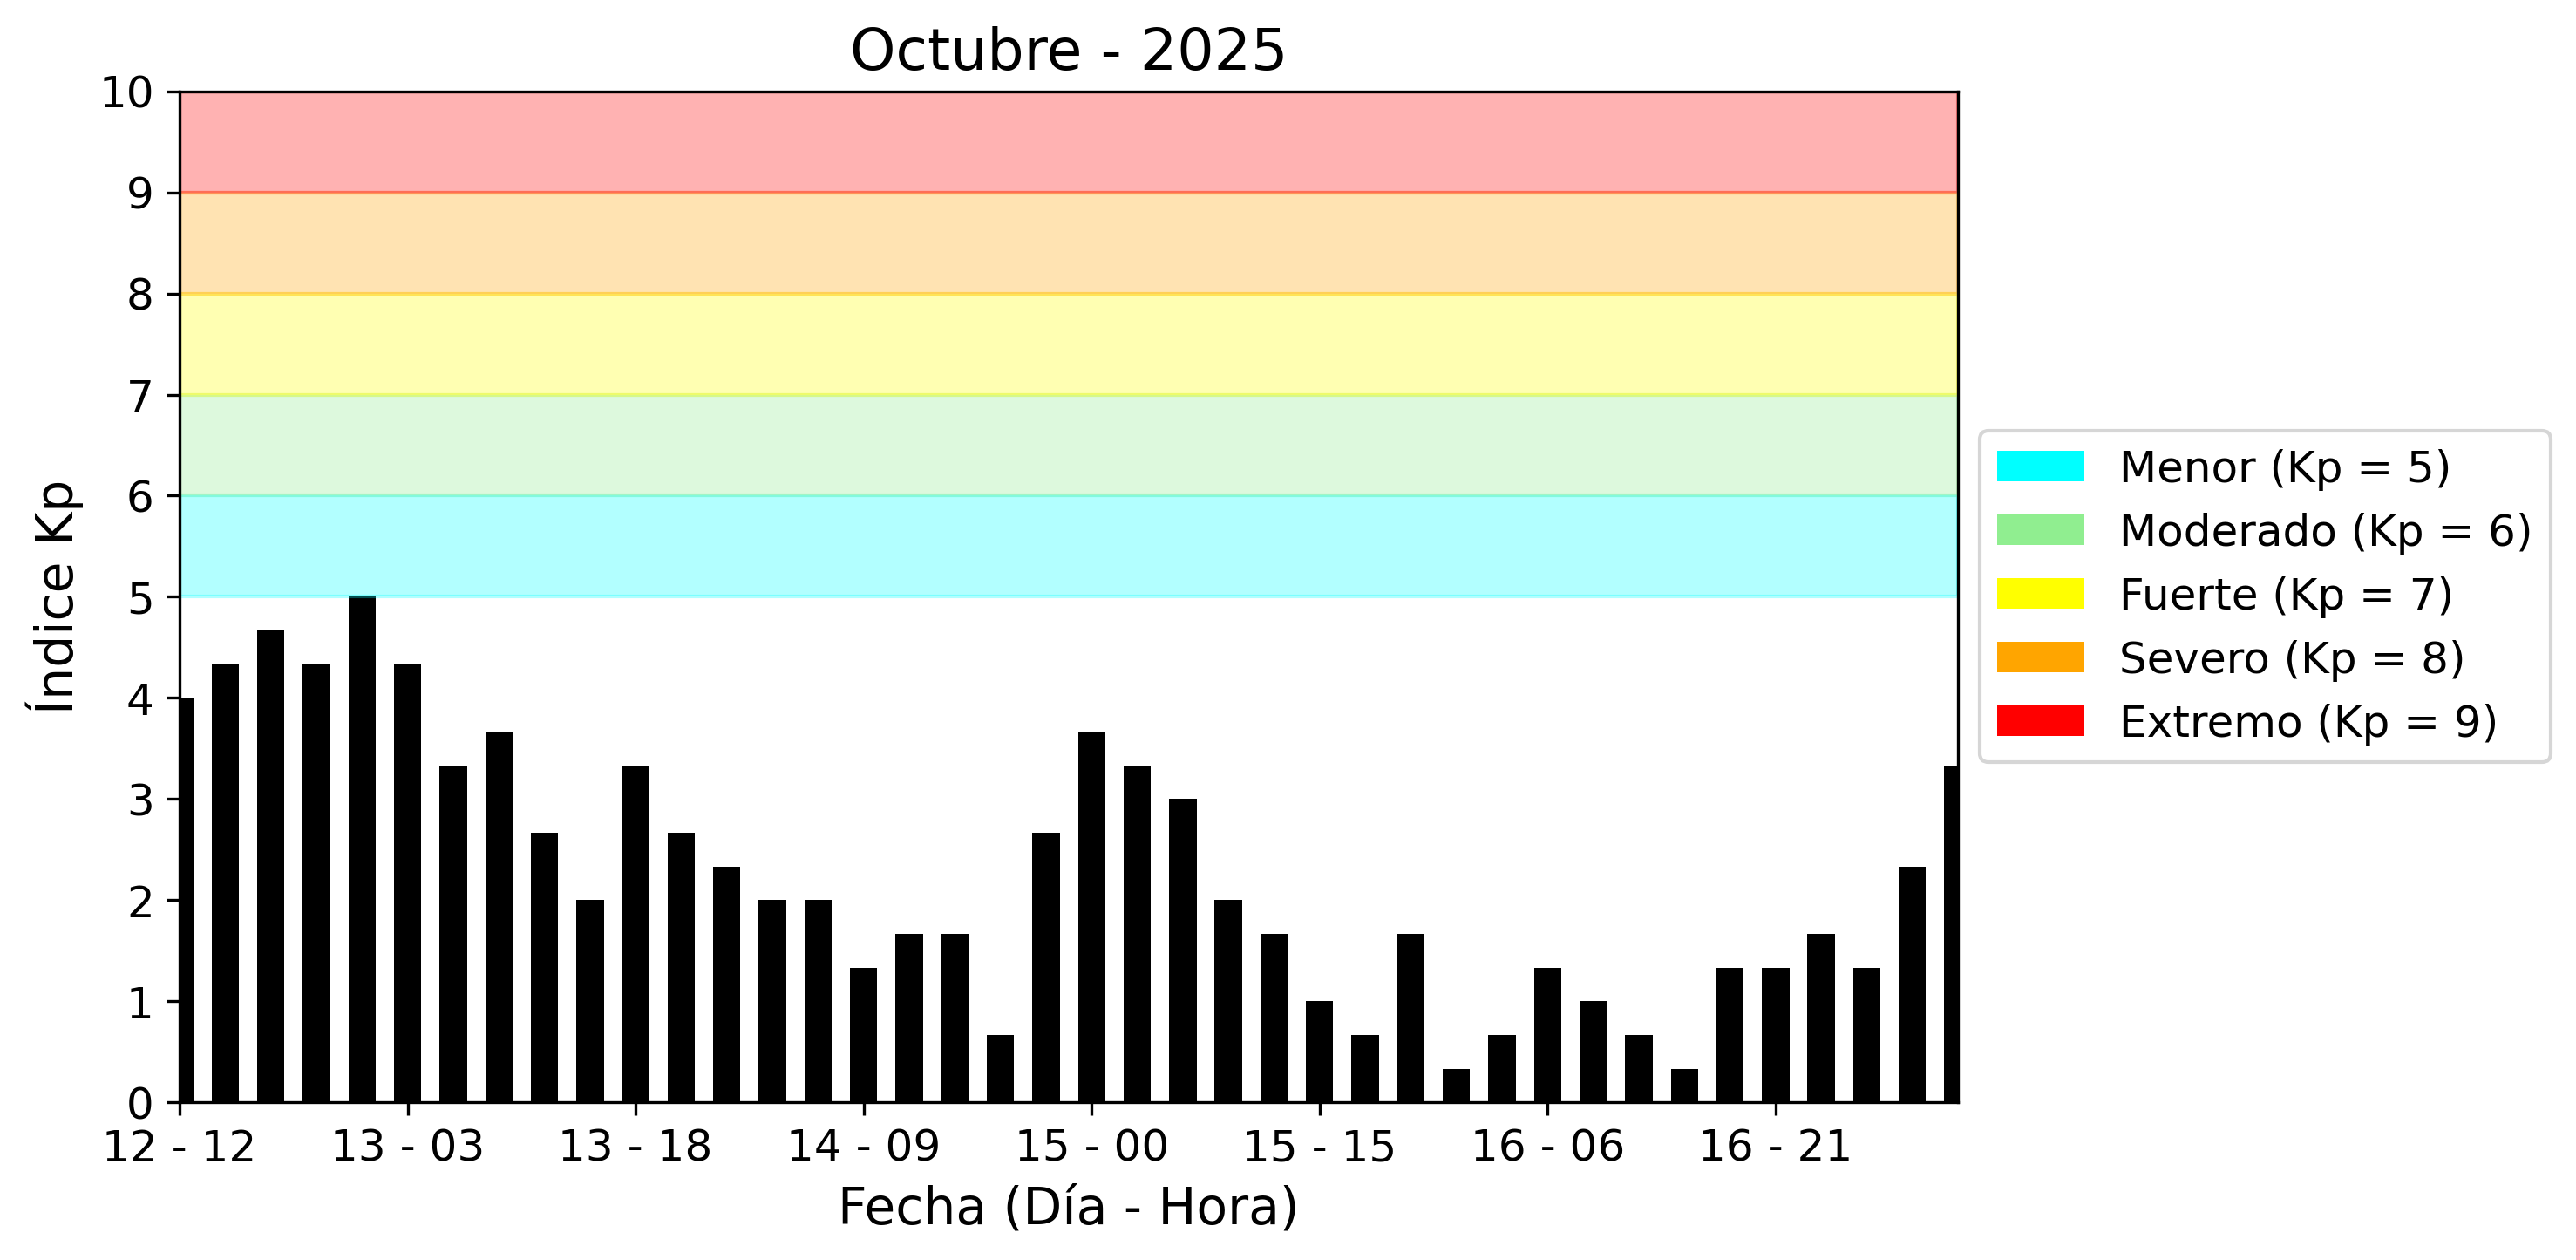 Octubre - 2025
10
9
8
7
6
5
4
3
2
1
0
Índice Kp
12 - 12
13 - 03
13 - 18
14 - 09
15 - 00
15 - 15
16 - 06
16 - 21
Fecha (Día - Hora)
Menor (Kp = 5)
Moderado (Kp = 6)
Fuerte (Kp = 7)
Severo (Kp = 8)
Extremo (Kp = 9)